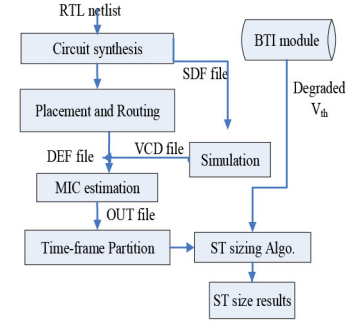 RTL netlist
Circuit synthesis
BTI module
SDF file
Degraded
Vth
Placement and Routing
DEF file
VCD file
Simulation
MIC estimation
OUT file
Time-frame Partition
ST sizing Algo.
ST size results